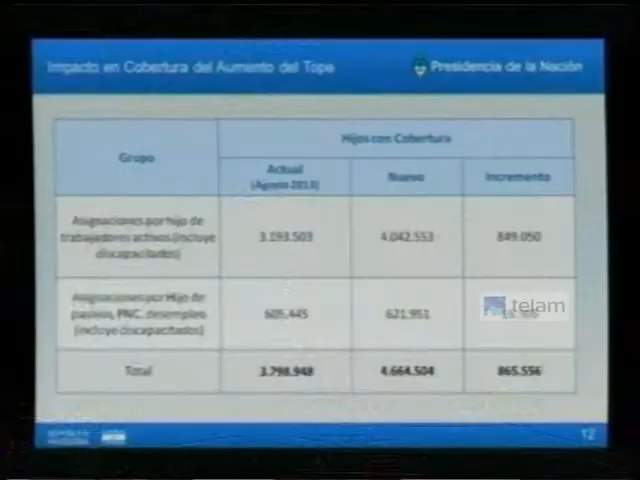 Impacto en Cobertura del Aumento del Tope
Presidencia de la Nación
Grupo
Hijos con Cobertura
Actual
(Agosto 2013)
Nuevo
Incremento
Asignaciones por hijo de
trabajadores activos (incluye
discapacitados)
3.193.503
4.042.553
849.050
Asignaciones por Hijo de
pasivos, PNC, desempleo
(incluye discapacitados)
605.445
621.951
telam
Total
3.798.948
4.664.504
865.556
12